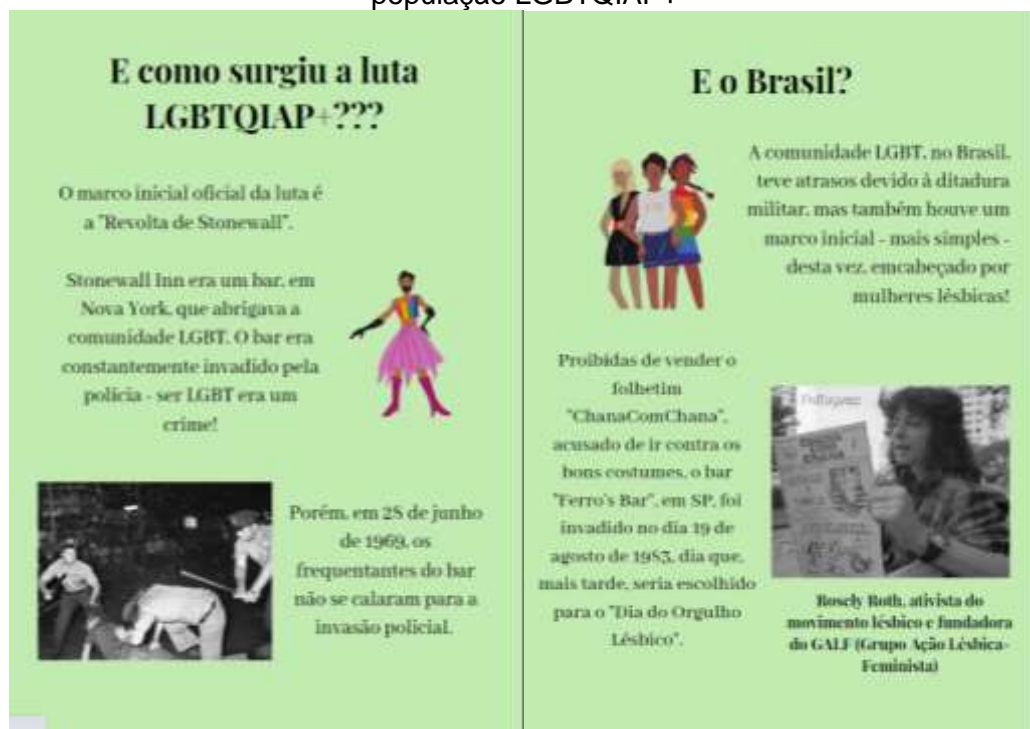 população LGBTQIAP+
E como surgiu a luta
LGBTQIAP+???
O marco inicial oficial da luta é
a "Revolta de Stonewall".
Stonewall Inn era um bar, em
Nova York, que abrigava a
comunidade LGBT. O bar era
constantemente invadido pela
polícia - ser LGBT era um
crime!
Porém, em 28 de junho
de 1969, os
frequentantes do bar
não se calaram para a
invasão policial.
E o Brasil?
A comunidade LGBT, no Brasil,
teve atrasos devido à ditadura
militar, mas também houve um
marco inicial - mais simples -
desta vez, emcabeçado por
mulheres lésbicas!
Proibidas de vender o
folhetim
"ChanaComChana",
acusado de ir contra os
bons costumes, o bar
"Ferro's Bar", em SP, foi
invadido no dia 19 de
agosto de 1983, dia que,
mais tarde, seria escolhido
para o "Dia do Orgulho
Lésbico".
Rosely Roth, ativista do
movimento lésbico e fundadora
do GALF (Grupo Ação Lésbica-
Feminista)